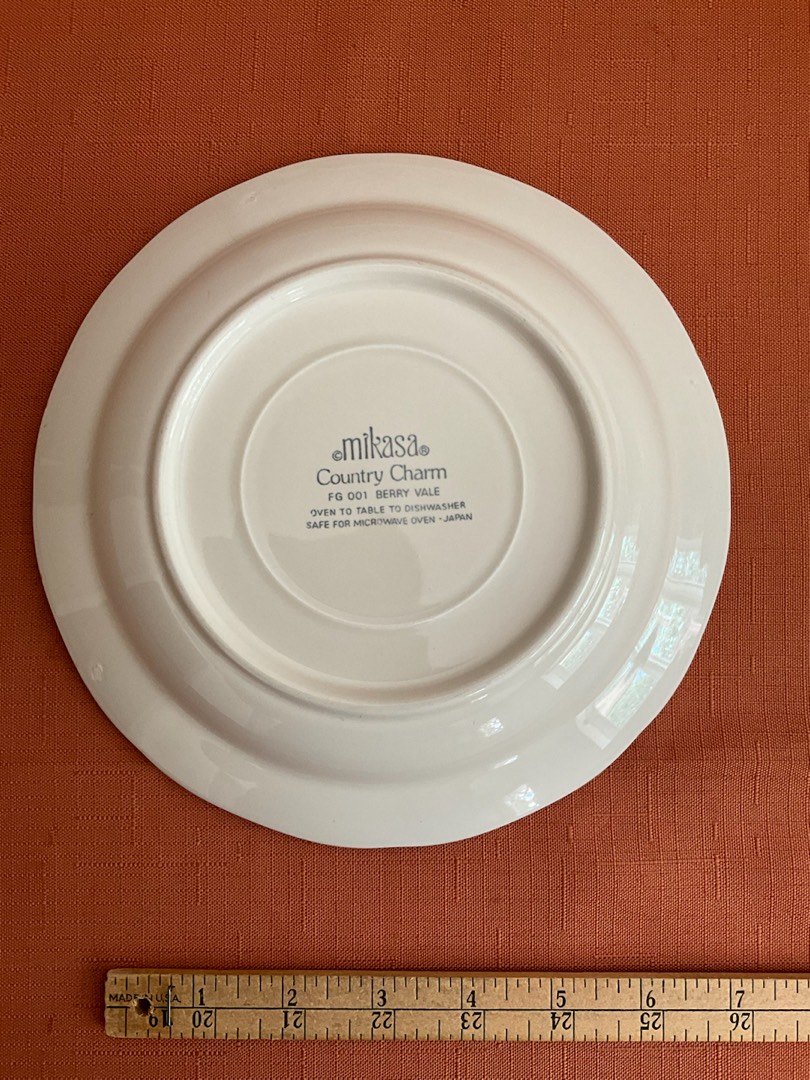 ©mikasa®
Country Charm
FG 001 BERRY VALE
OVEN TO TABLE TO DISHWASHER
SAFE FOR MICROWAVE OVEN - JAPAN
MADE IN U.S.A. 1 2 3 4 5 6 7
19 20 21 22 23 24 25 26